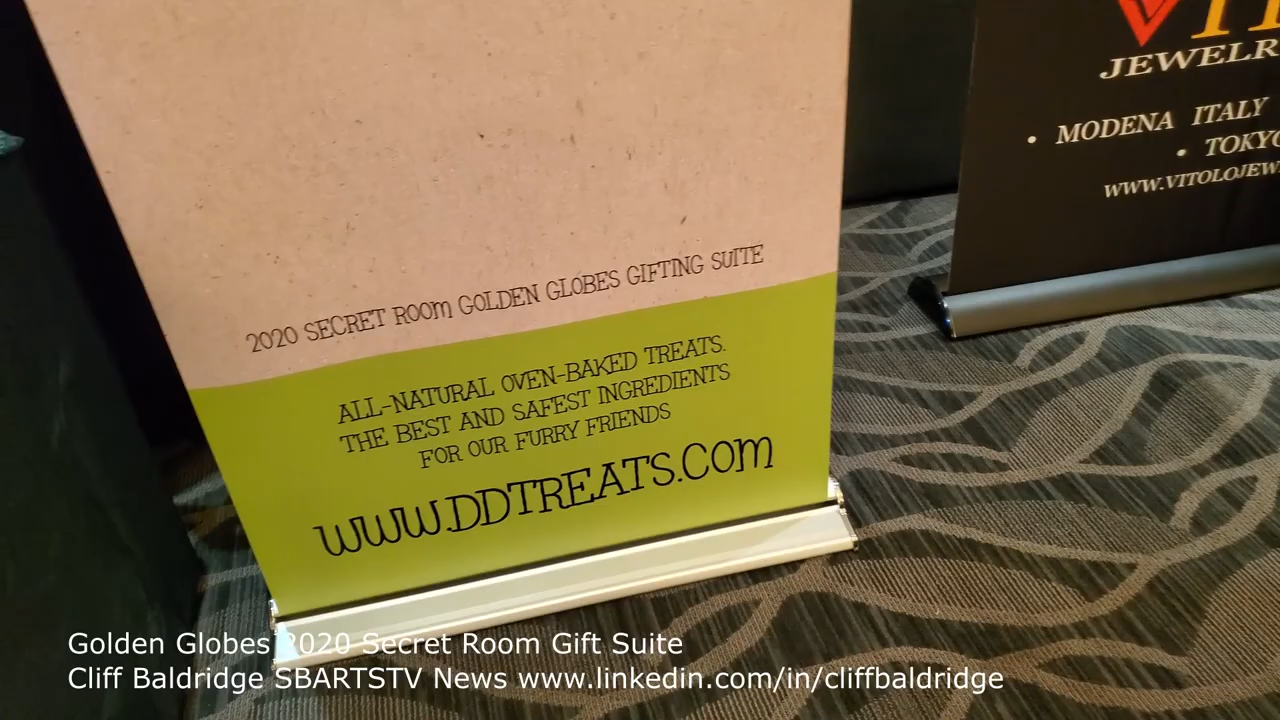 2020 SECRET ROOM GOLDEN GLOBES GIFTING SUITE
ALL-NATURAL OVEN-BAKED TREATS.
THE BEST AND SAFEST INGREDIENTS
FOR OUR FURRY FRIENDS
WWW.DDTREATS.COM
• MODENA ITALY
Golden Globes 2020 Secret Room Gift Suite
Cliff Baldridge SBARTSTV News www.linkedin.com/in/cliffbaldridge